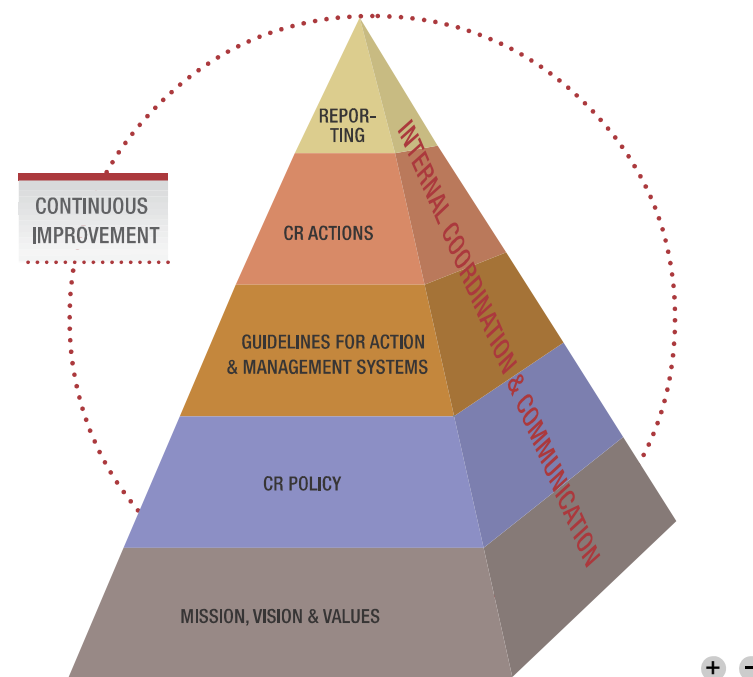 REPOR-
TING
CONTINUOUS
IMPROVEMENT
CR ACTIONS
GUIDELINES FOR ACTION
& MANAGEMENT SYSTEMS
CR POLICY
MISSION, VISION & VALUES
INTERNAL COORDINATION & COMMUNICATION